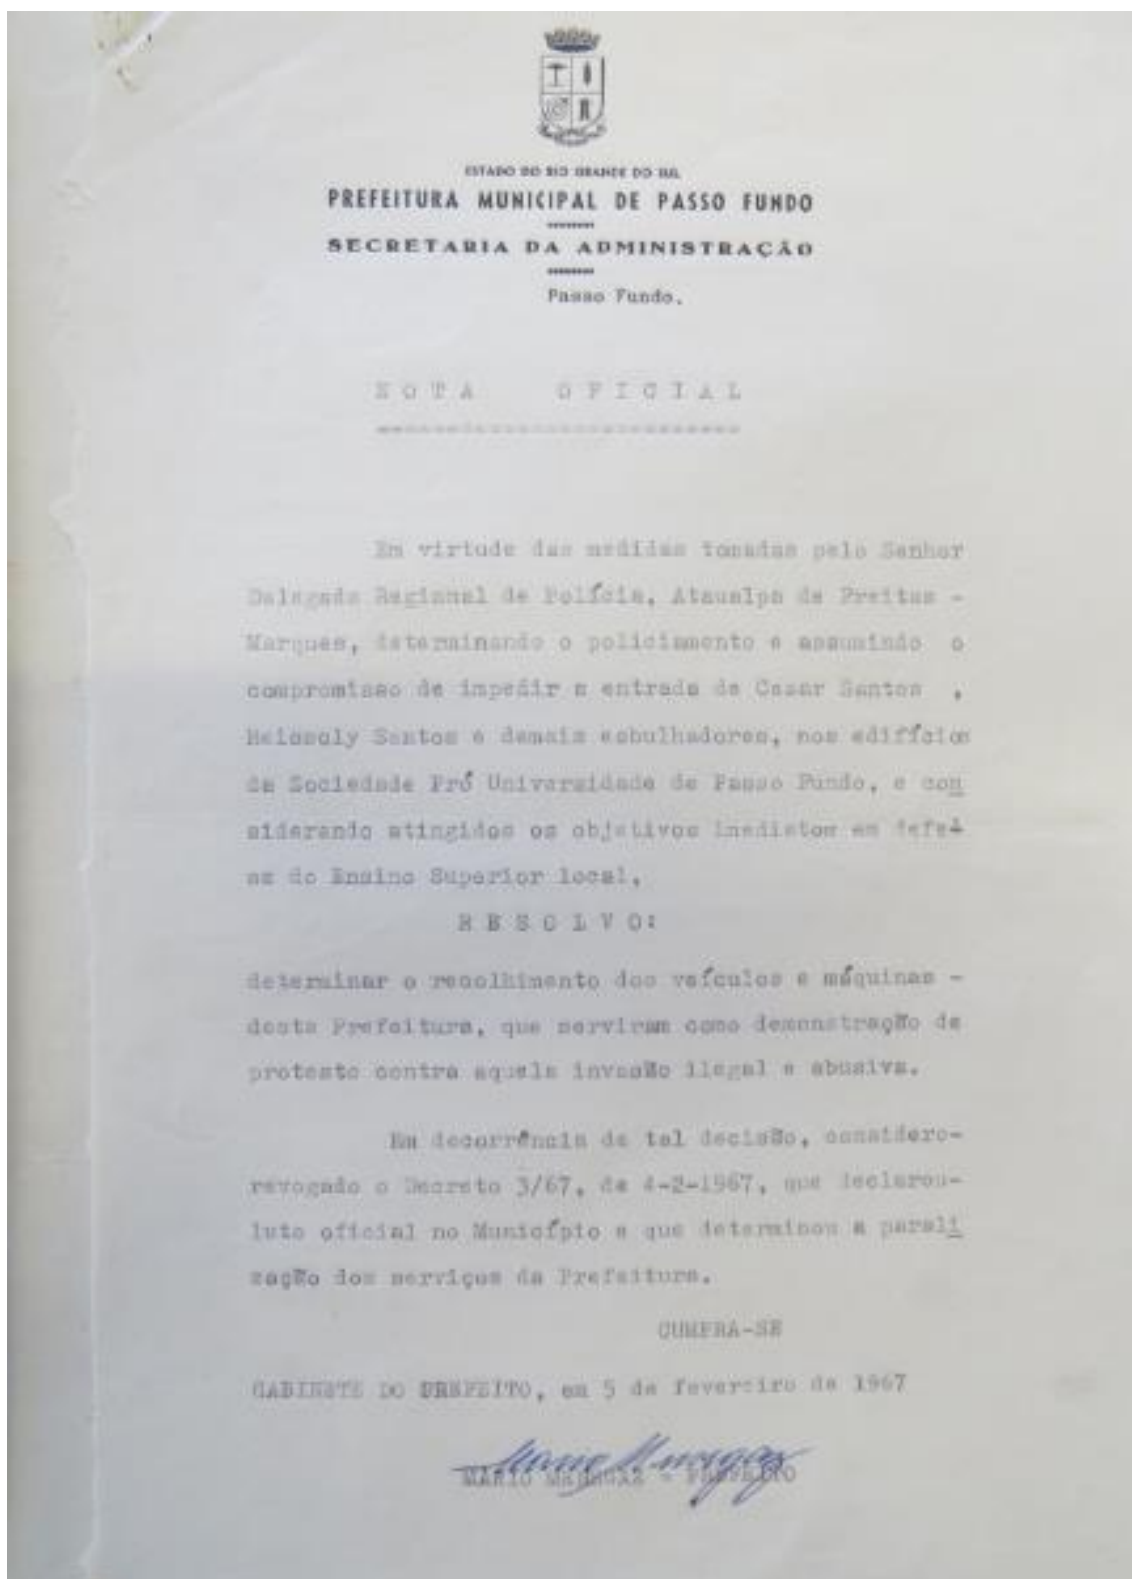 ESTADO DO RIO GRANDE DO SUL
PREFEITURA MUNICIPAL DE PASSO FUNDO
SECRETARIA DA ADMINISTRAÇÃO
Passo Fundo.
NOTA OFICIAL
Em virtude das medidas tomadas pelo Senhor
Delegado Regional de Polícia, Ataualpa de Freitas -
Marques, determinando o policiamento e assumindo o
compromisso de impedir a entrada de Cesar Santos ,
Santos e demais esbulhadores, nos edifícios
da Sociedade Pró Universidade de Passo Fundo, e con
siderando atingidos os objetivos imediatos em defe-
sa do Ensino Superior local,
RESOLVO:
determinar o recolhimento dos veículos e máquinas -
desta Prefeitura, que serviram como demonstração de
protesto contra aquela invasão ilegal e abusiva.
Em decorrência de tal decisão, considero-
revogado o Decreto 3/67, de 4-2-1967, que declarou-
luto oficial no Município e que determinou a parali
zação dos serviços da Prefeitura.
CUMPRA-SE
GABINETE DO PREFEITO, em 5 de fevereiro de 1967
MARIO MENEGAZ - PREFEITO